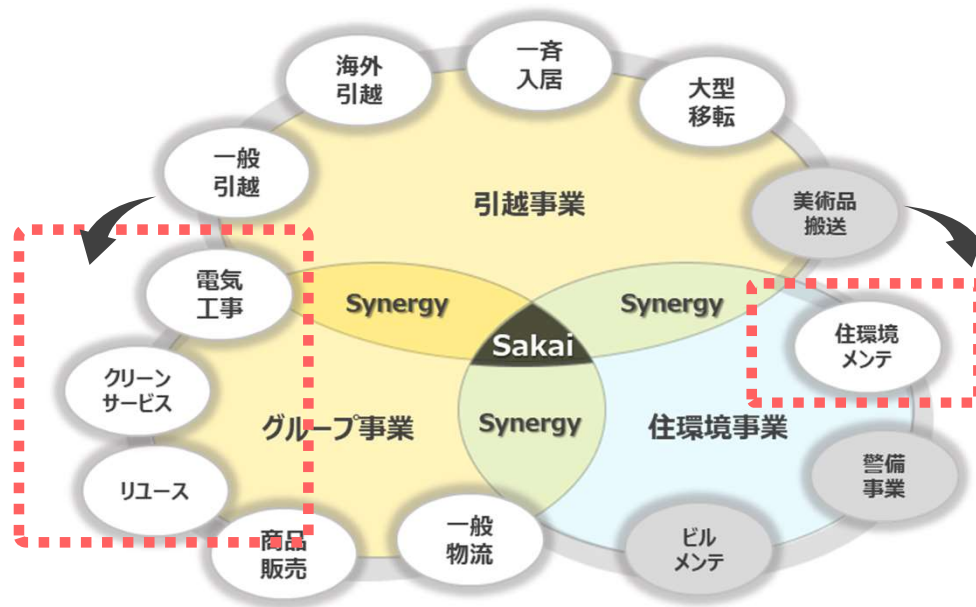 海外
引越
一斉
入居
大型
移転
一般
引越
引越事業
美術品
搬送
電気
工事
Synergy
Synergy
Sakai
住環境
メンテ
クリーン
サービス
グループ事業
Synergy
住環境事業
リユース
警備
事業
商品
販売
一般
物流
ビル
メンテ